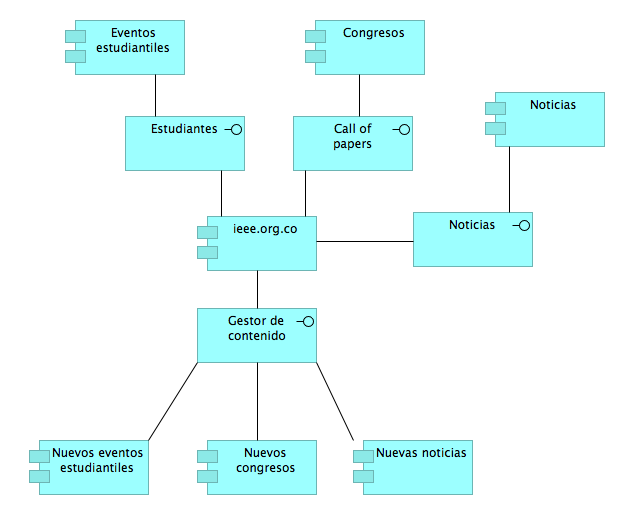 Eventos
estudiantiles
Congresos
Noticias
Estudiantes
Call of
papers
Noticias
ieee.org.co
Gestor de
contenido
Nuevos eventos
estudiantiles
Nuevos
congresos
Nuevas noticias